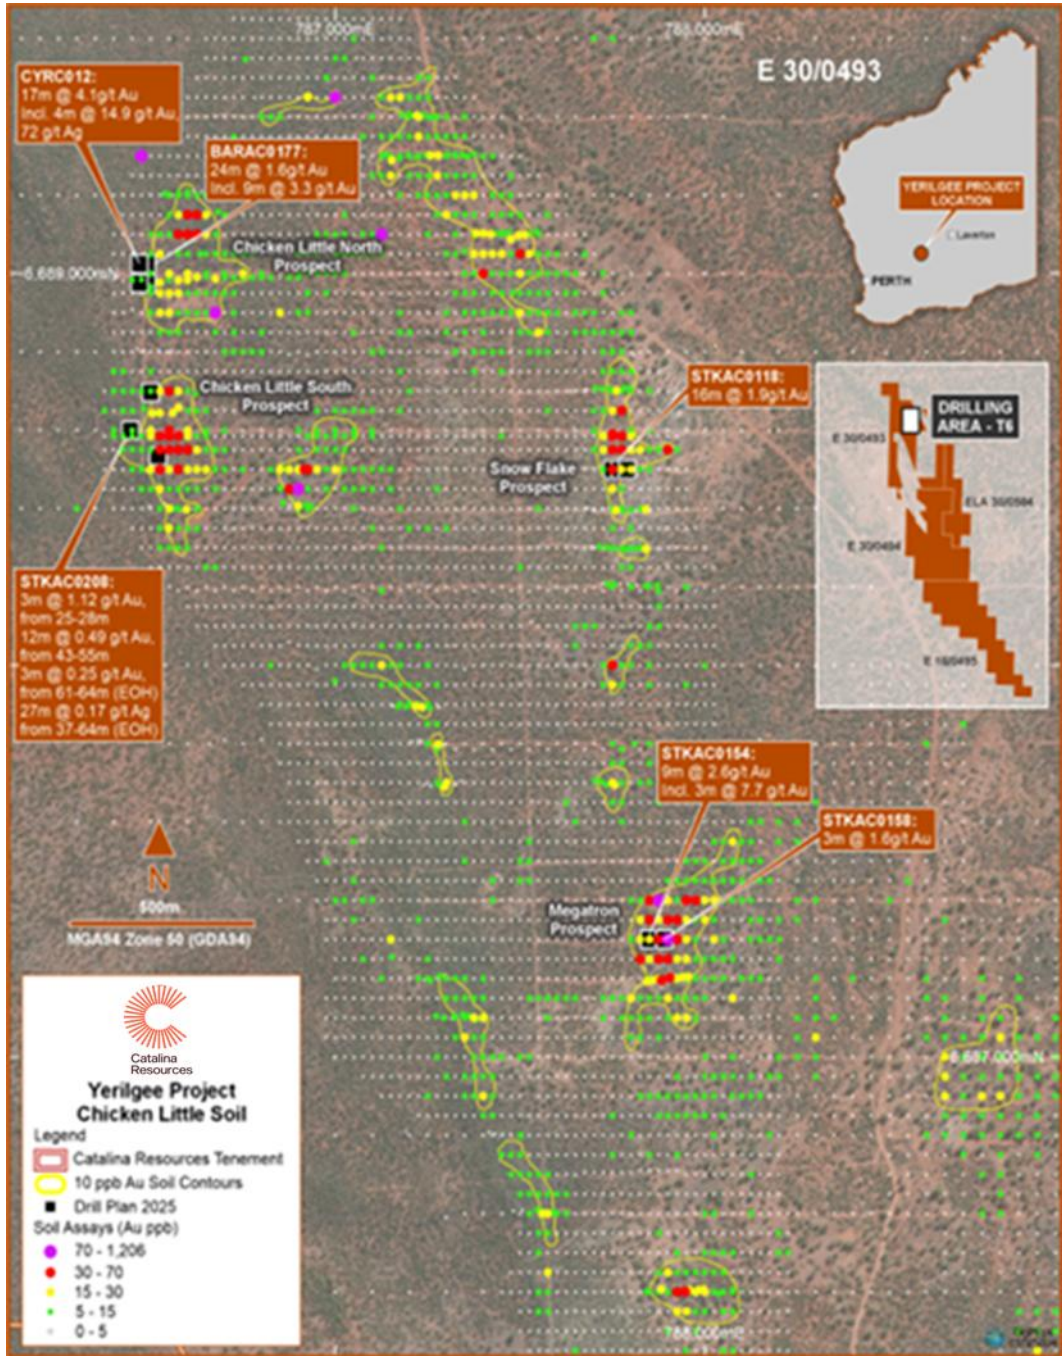 787.000mE
788.000mE
E 30/0493
CYRC012:
17m @ 4.1g/t Au
Incl. 4m @ 14.9 g/t Au,
72 g/t Ag
BARAC0177:
24m @ 1.6g/t Au
Incl. 9m @ 3.3 g/t Au
YERILGEE PROJECT
LOCATION
Laverton
PERTH
Chicken Little North
Prospect
6.689.000mN
Chicken Little South
Prospect
STKAC0118:
16m @ 1.9g/t Au
Snow Flake
Prospect
DRILLING
AREA - T6
E 30/0493
ELA 30/0584
E 30/0494
E 16/0495
STKAC0208:
3m @ 1.12 g/t Au,
from 25-28m
12m @ 0.49 g/t Au,
from 43-55m
3m @ 0.25 g/t Au,
from 61-64m (EOH)
27m @ 0.17 g/t Ag
from 37-64m (EOH)
STKAC0154:
9m @ 2.6g/t Au
Incl. 3m @ 7.7 g/t Au
STKAC0158:
3m @ 1.6g/t Au
N
500m
MGA94 Zone 50 (GDA94)
Megatron
Prospect
6.687.000mN
Catalina
Resources
Yerilgee Project
Chicken Little Soil
Legend
Catalina Resources Tenement
10 ppb Au Soil Contours
Drill Plan 2025
Soil Assays (Au ppb)
70 - 1,206
30 - 70
15 - 30
5 - 15
0 - 5
788.000mE